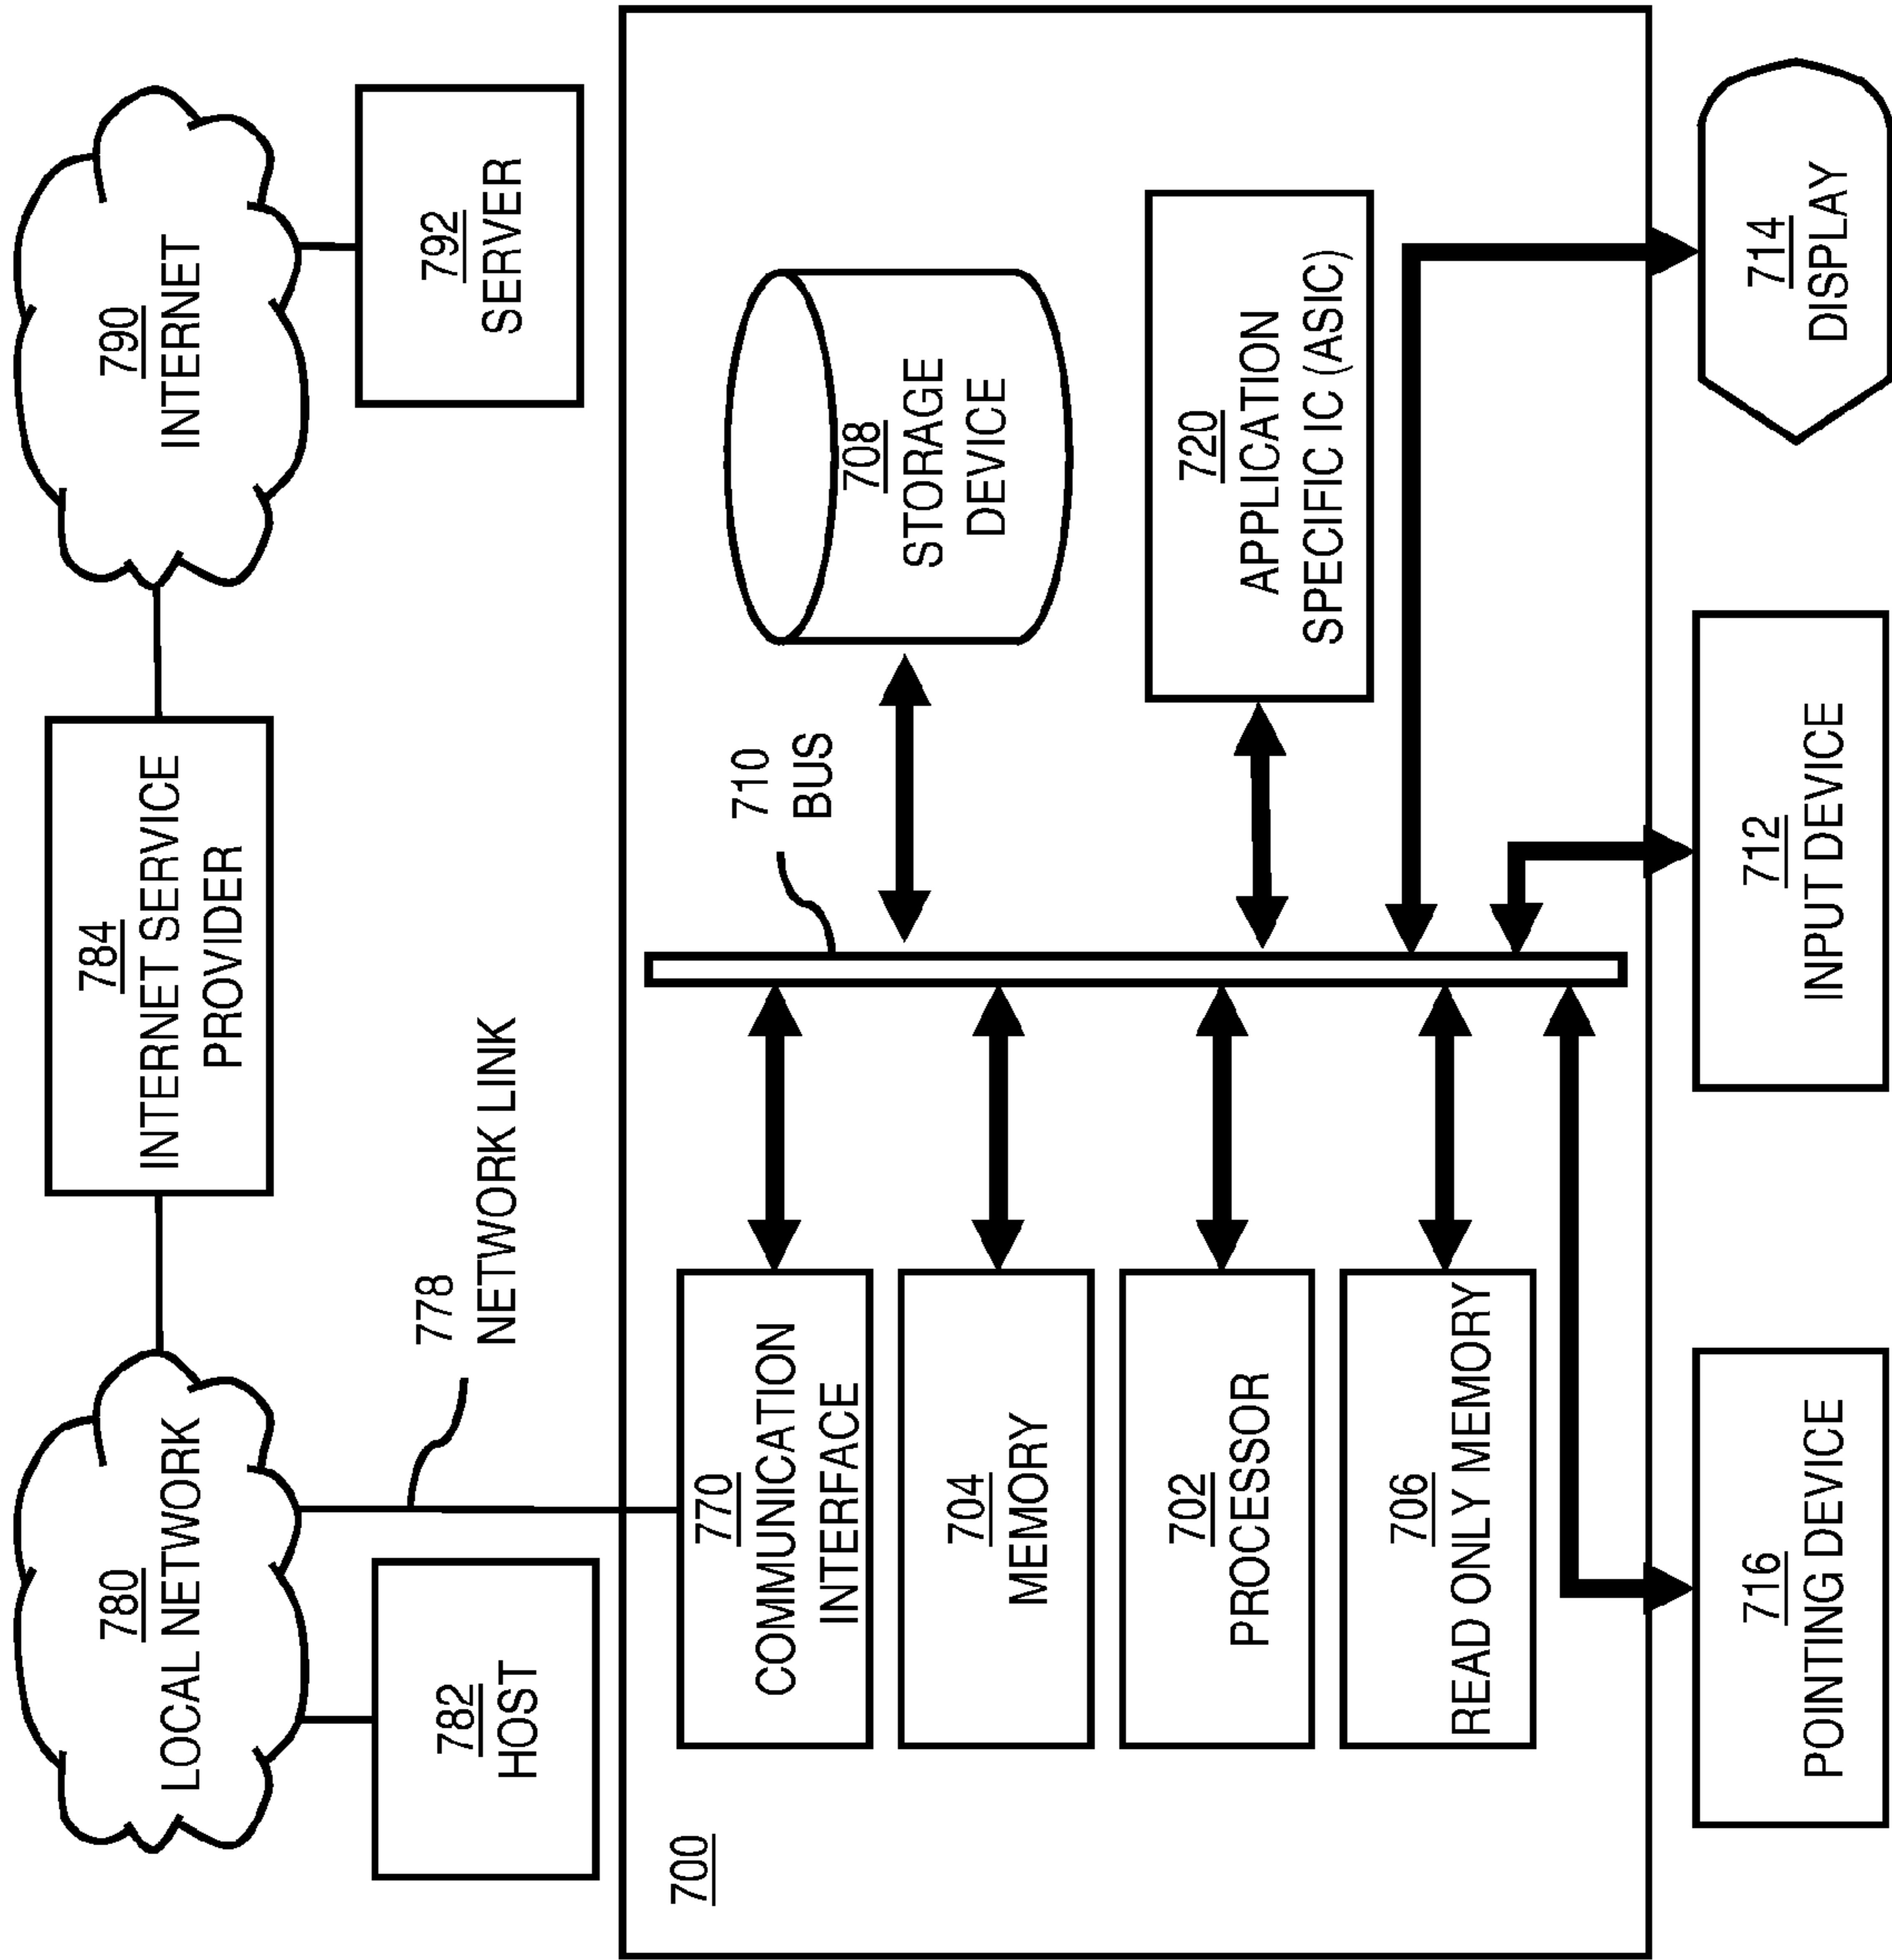 780
LOCAL NETWORK
784
INTERNET SERVICE
PROVIDER
790
INTERNET
782
HOST
778
NETWORK LINK
792
SERVER
700
770
COMMUNICATION
INTERFACE
704
MEMORY
702
PROCESSOR
706
READ ONLY MEMORY
710
BUS
708
STORAGE
DEVICE
720
APPLICATION
SPECIFIC IC (ASIC)
716
POINTING DEVICE
712
INPUT DEVICE
714
DISPLAY